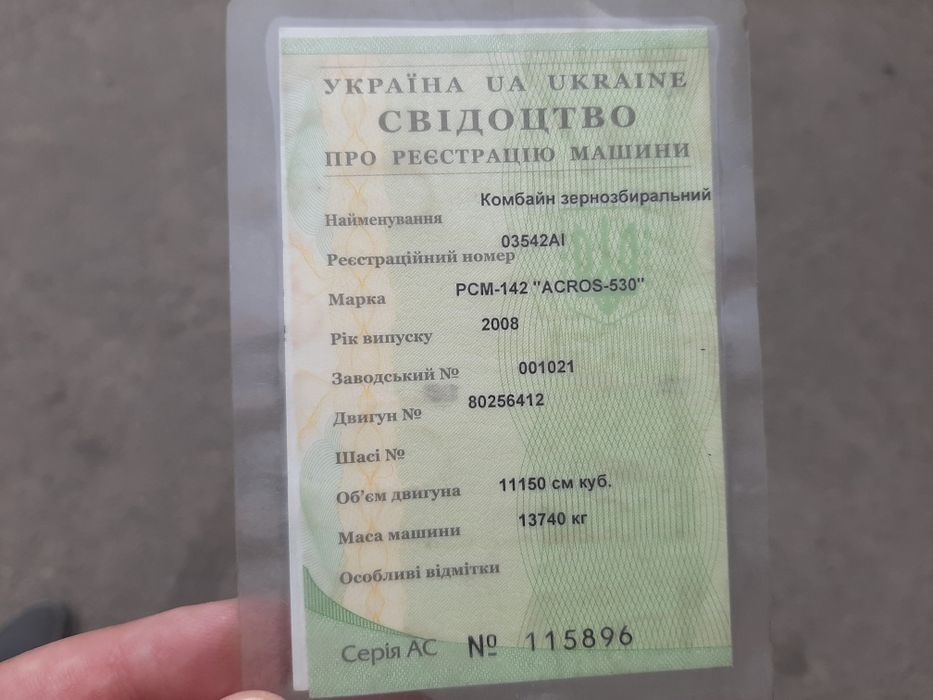 УКРАЇНА UA UKRAINE
СВІДОЦТВО
ПРО РЕЄСТРАЦІЮ МАШИНИ
Найменування Комбайн зернозбиральний
Реєстраційний номер 03542АІ
Марка РСМ-142 "ACROS-530"
Рік випуску 2008
Заводський № 001021
Двигун № 80256412
Шасі №
Об'єм двигуна 11150 см куб.
Маса машини 13740 кг
Особливі відмітки
Серія АС № 115896